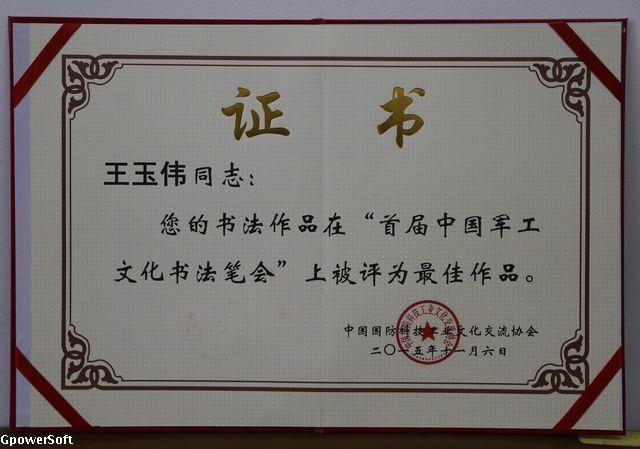 证 书
王玉伟同志：
您的书法作品在“首届中国军工
文化书法笔会”上被评为最佳作品。
中国国防科技工业文化交流协会
二〇一五年十一月六日
GpowerSoft